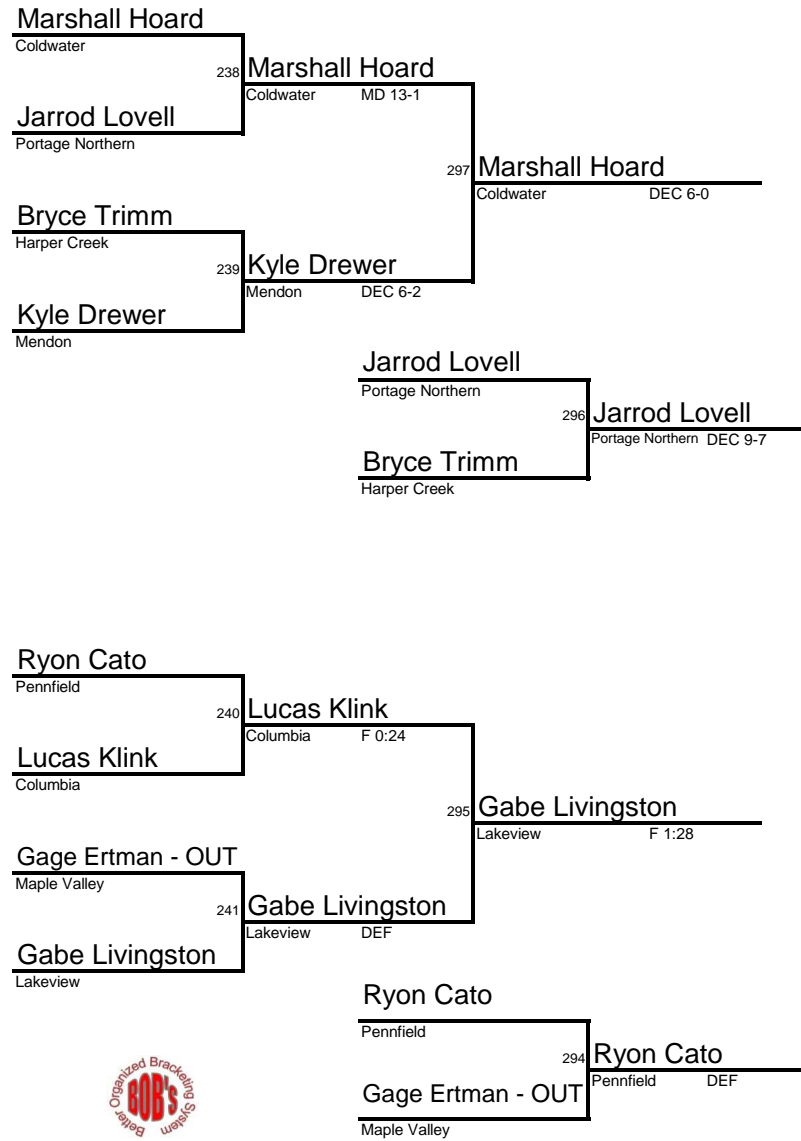 Marshall Hoard
Coldwater
238 Marshall Hoard
Coldwater MD 13-1
Jarrod Lovell
Portage Northern
297 Marshall Hoard
Coldwater DEC 6-0
Bryce Trimm
Harper Creek
239 Kyle Drewer
Mendon DEC 6-2
Kyle Drewer
Mendon
Jarrod Lovell
Portage Northern
296 Jarrod Lovell
Portage Northern DEC 9-7
Bryce Trimm
Harper Creek
Ryon Cato
Pennfield
240 Lucas Klink
Columbia F 0:24
Lucas Klink
Columbia
295 Gabe Livingston
Lakeview F 1:28
Gage Ertman - OUT
Maple Valley
241 Gabe Livingston
Lakeview DEF
Gabe Livingston
Lakeview
Ryon Cato
Pennfield
294 Ryon Cato
Pennfield DEF
Gage Ertman - OUT
Maple Valley
Better Organized Bracketing System
BOB's